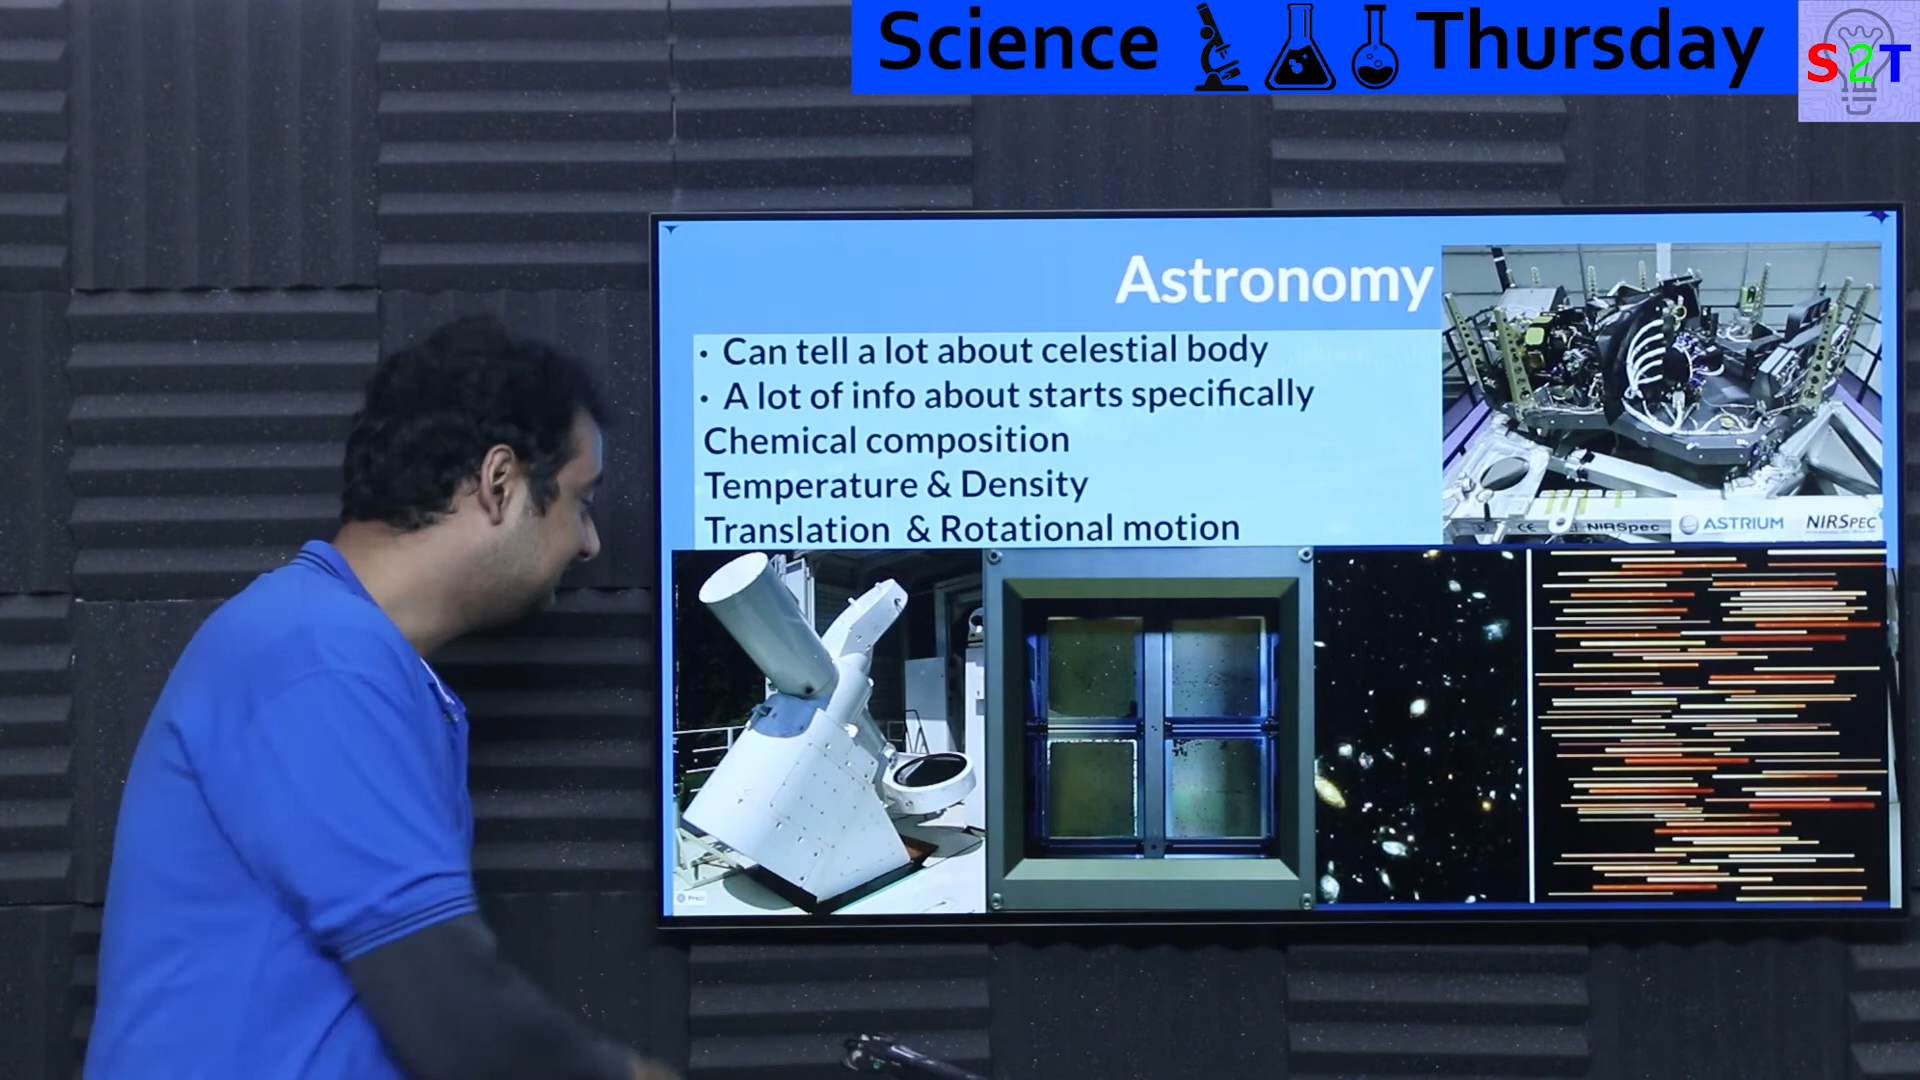 Science Thursday
S2T
Astronomy
• Can tell a lot about celestial body
• A lot of info about starts specifically
Chemical composition
Temperature & Density
Translation & Rotational motion
NIRSpec
ASTRIUM
NIRSPEC
Prezi